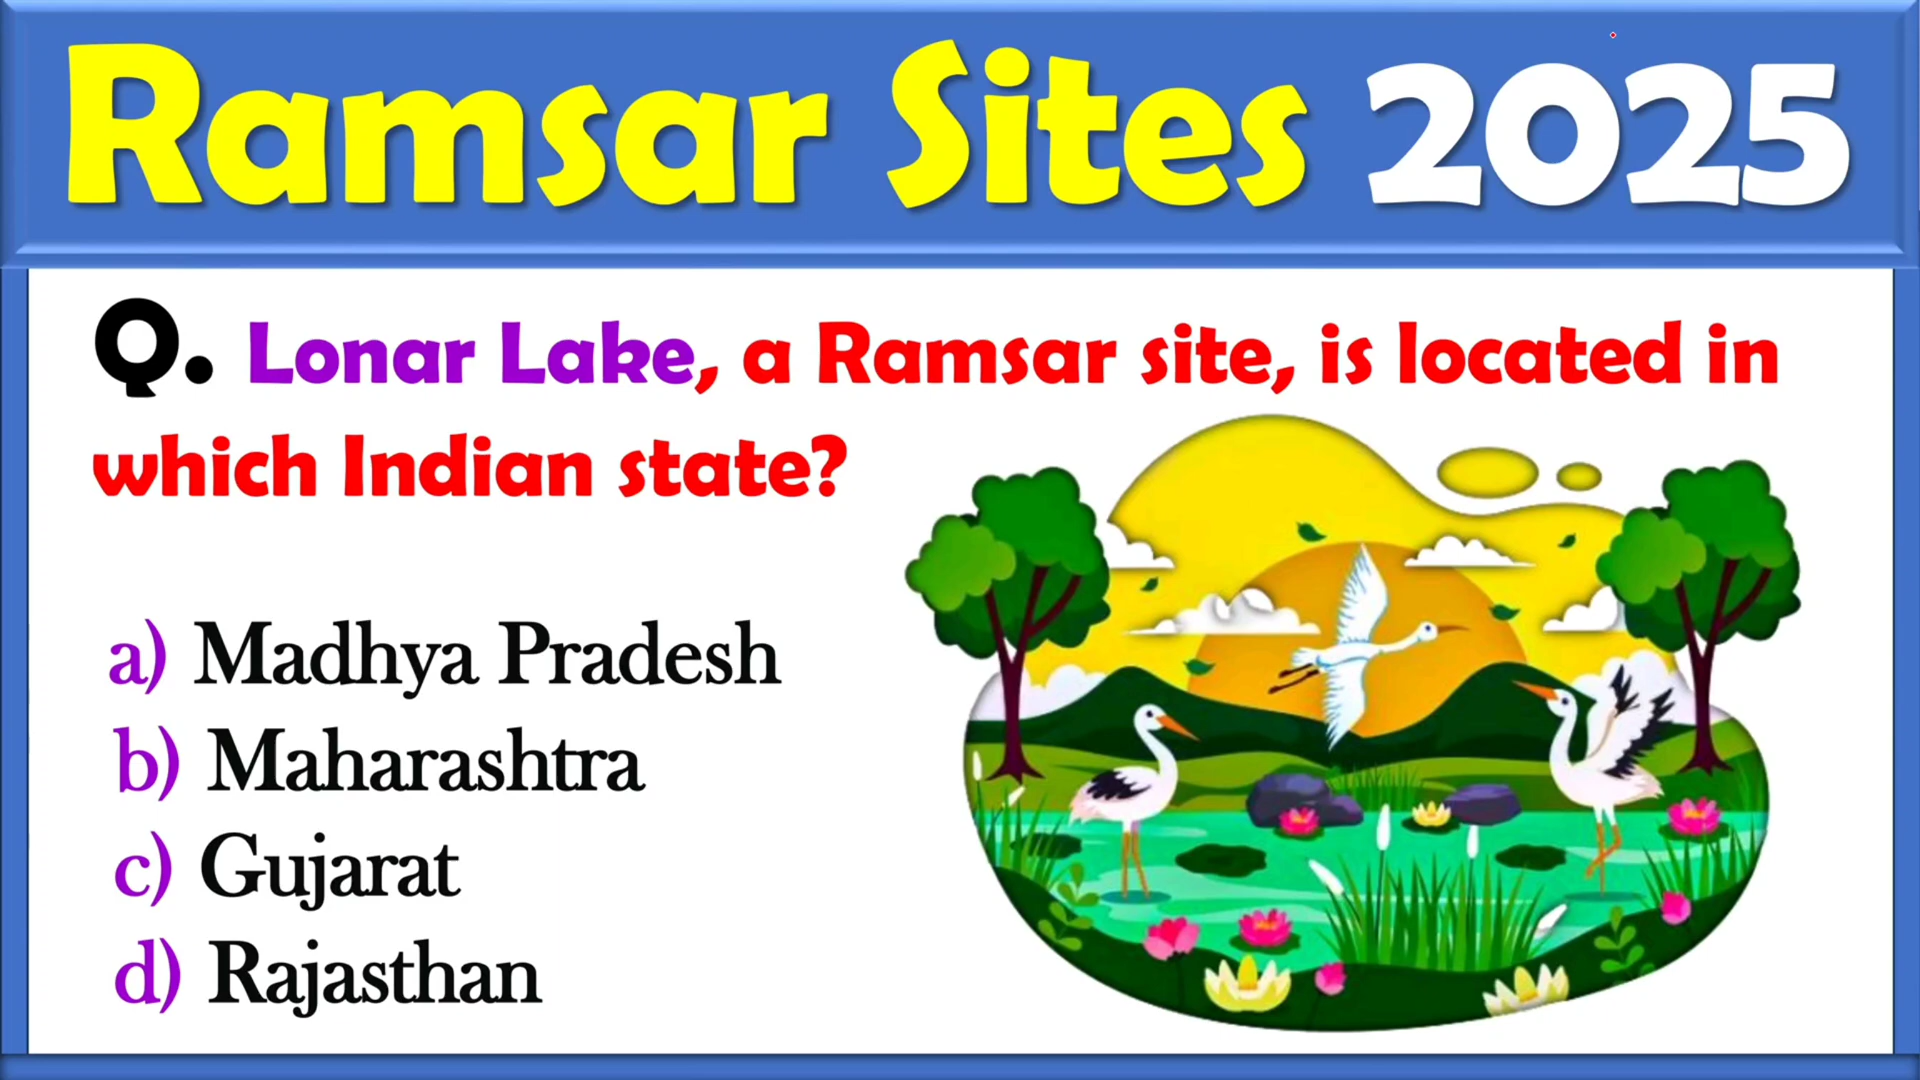 Ramsar Sites 2025
Q. Lonar Lake, a Ramsar site, is located in
which Indian state?
a) Madhya Pradesh
b) Maharashtra
c) Gujarat
d) Rajasthan